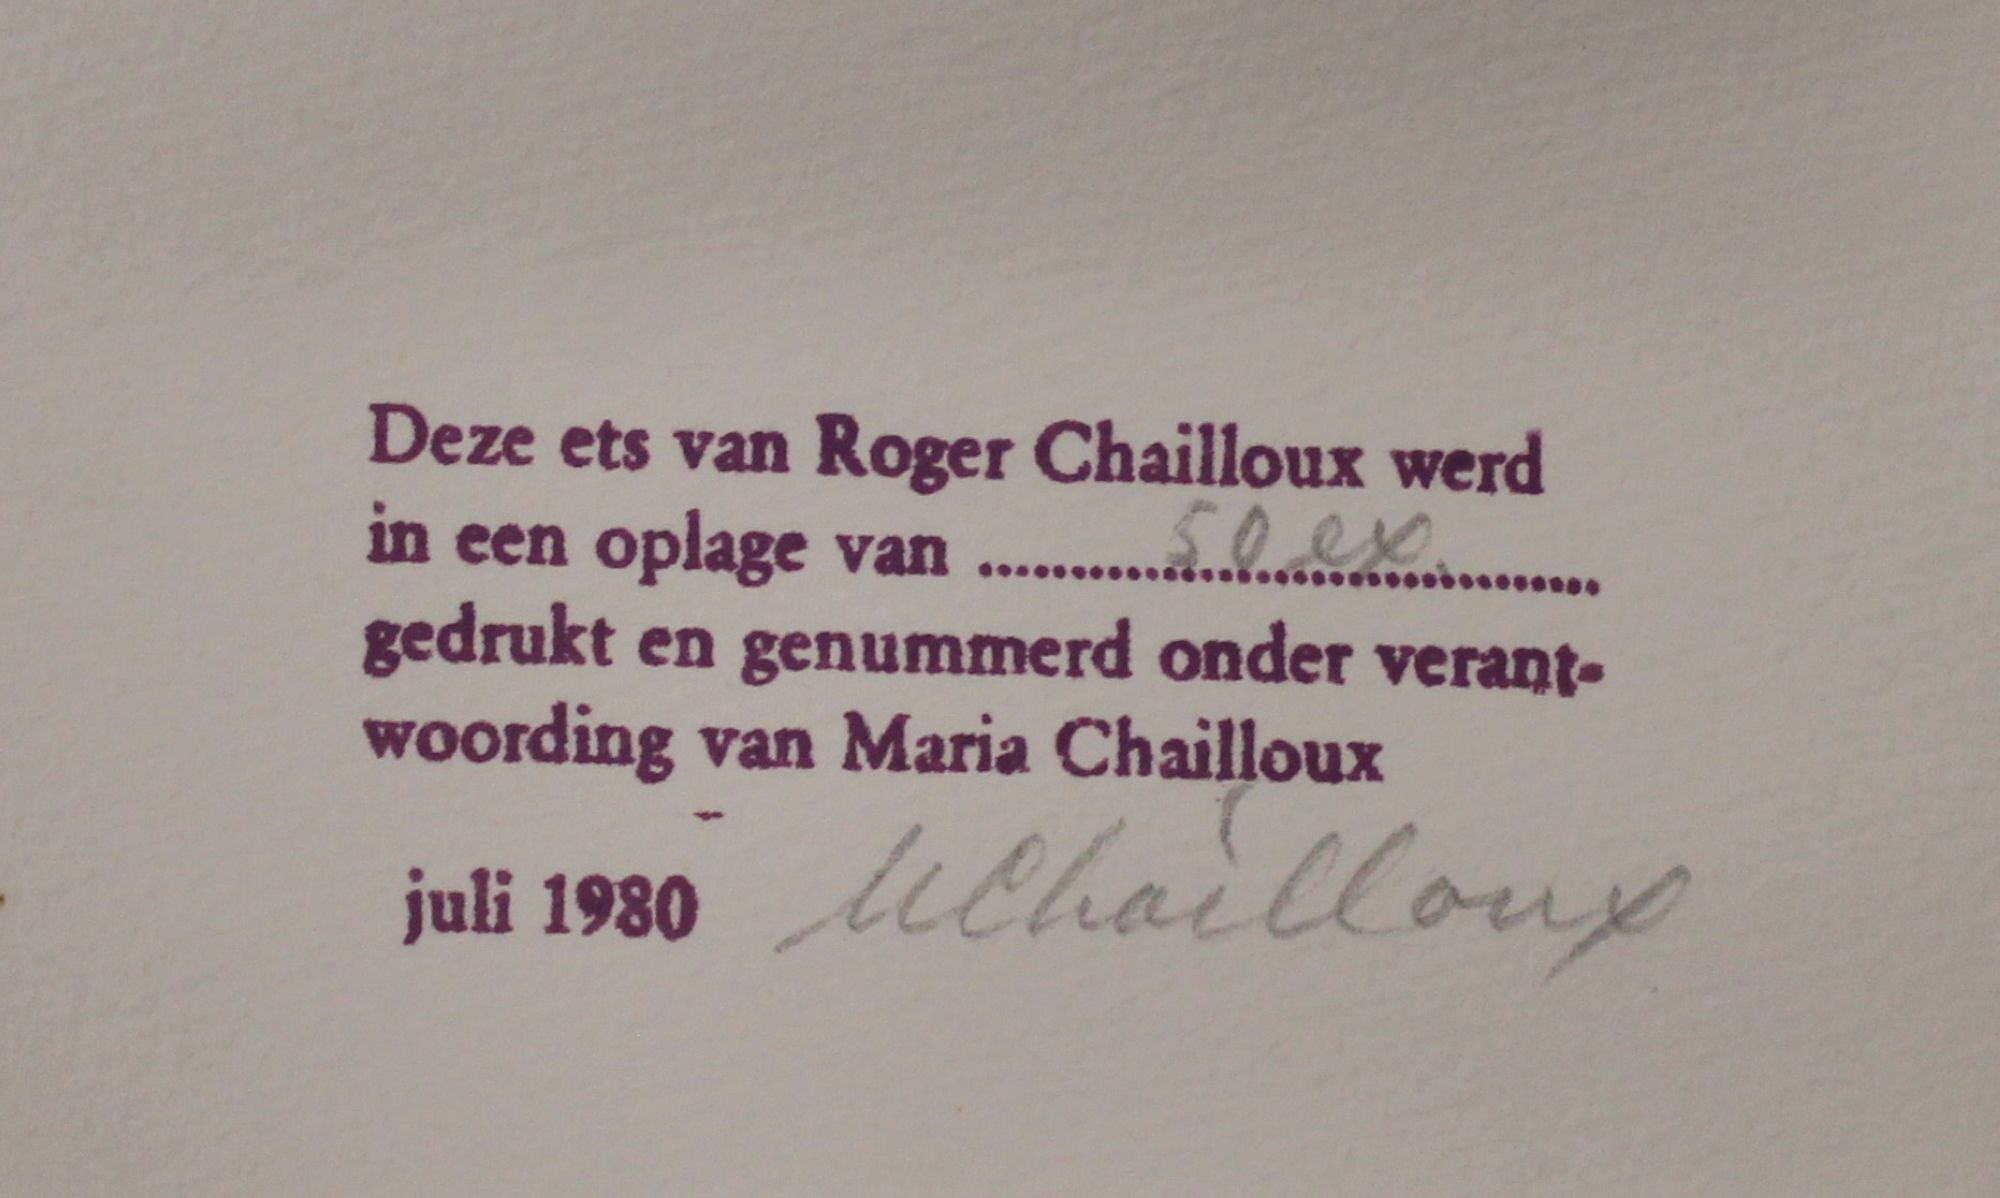 Deze ets van Roger Chailloux werd
in een oplage van .......... 50 ex. ..........
gedrukt en genummerd onder verant-
woording van Maria Chailloux
juli 1980 MChailloux